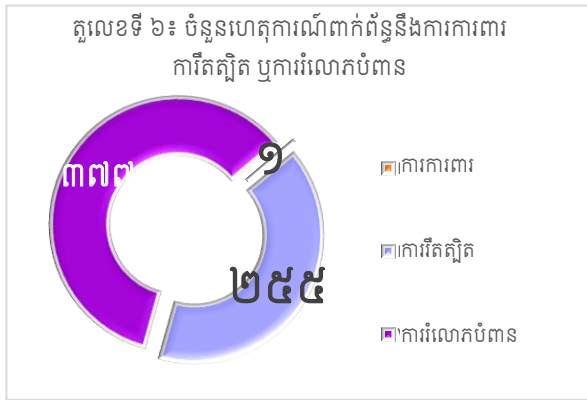 តួលេខទី ៦៖ ចំនួនហេតុការណ៍ពាក់ព័ន្ធនឹងការការពារ
ការឹតត្បិត ឬការរំលោភបំពាន
៣៧៧
១
២៥៥
ការការពារ
ការរឹតត្បិត
ការរំលោភបំពាន